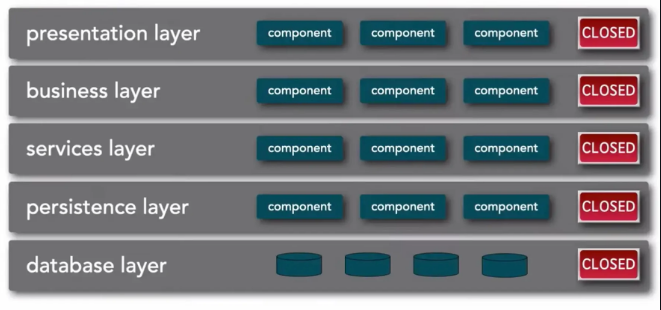 presentation layer component component component CLOSED
business layer component component component CLOSED
services layer component component component CLOSED
persistence layer component component component CLOSED
database layer CLOSED